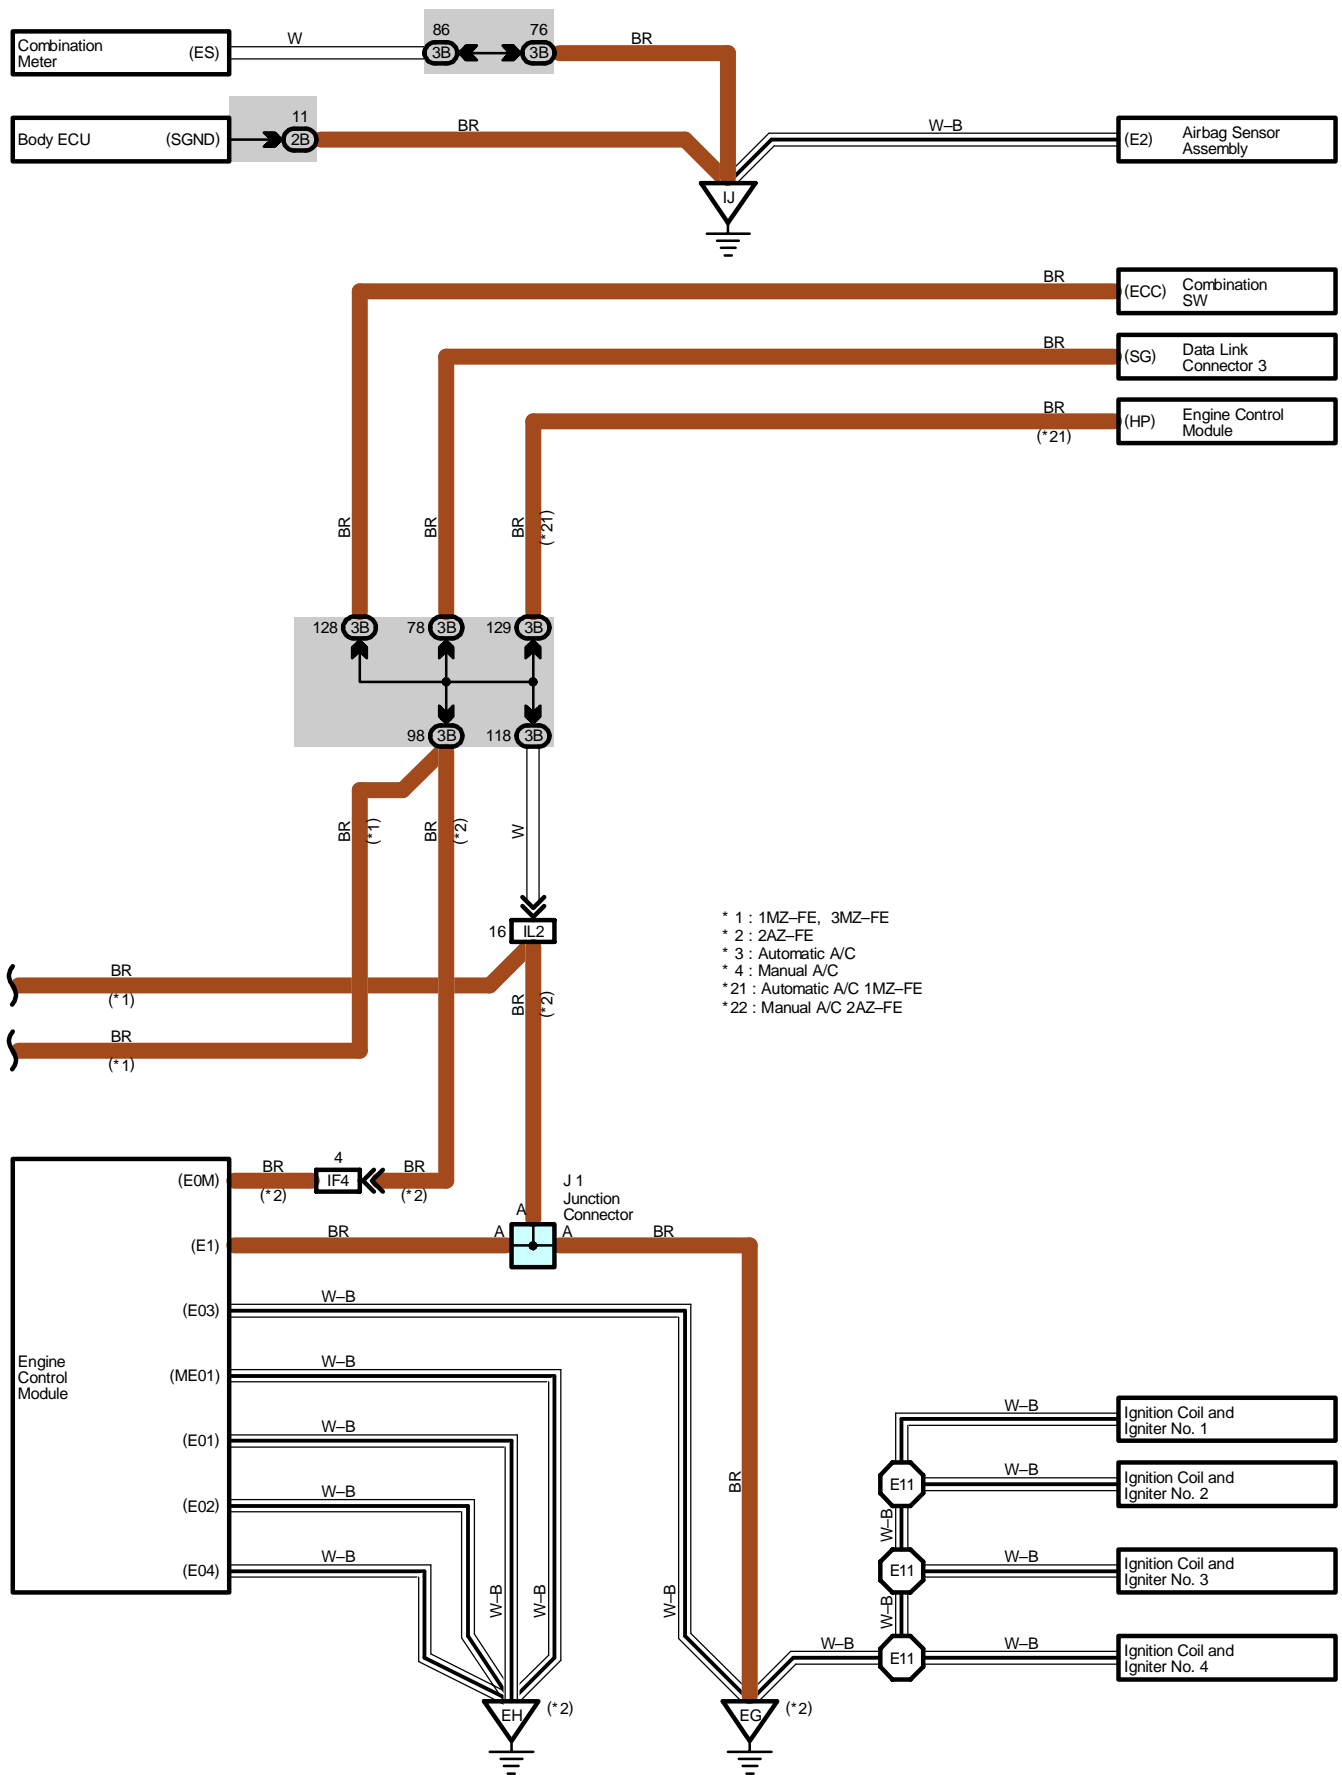 86
76
Combination
Meter
(ES)
W
3B
3B
BR
11
Body ECU
(SGND)
2B
BR
W–B
(E2)
Airbag Sensor
Assembly
IJ
BR
(ECC)
Combination
SW
BR
(SG)
Data Link
Connector 3
BR
(*21)
(HP)
Engine Control
Module
BR
BR
BR
(*21)
128
3B
78
3B
129
3B
98
3B
118
3B
BR
(*1)
BR
(*2)
W
16
IL2
* 1 : 1MZ–FE, 3MZ–FE
* 2 : 2AZ–FE
* 3 : Automatic A/C
* 4 : Manual A/C
*21 : Automatic A/C 1MZ–FE
*22 : Manual A/C 2AZ–FE
BR
(*1)
BR
(*2)
BR
(*1)
4
(E0M)
BR
(*2)
IF4
BR
(*2)
J 1
Junction
Connector
A
(E1)
BR
A
A
BR
(E03)
W–B
Engine
Control
Module
(ME01)
W–B
(E01)
W–B
(E02)
W–B
(E04)
W–B
W–B
W–B
W–B
BR
W–B
Ignition Coil and
Igniter No. 1
E11
W–B
Ignition Coil and
Igniter No. 2
W–B
E11
W–B
Ignition Coil and
Igniter No. 3
W–B
W–B
E11
W–B
Ignition Coil and
Igniter No. 4
EH
(*2)
EG
(*2)